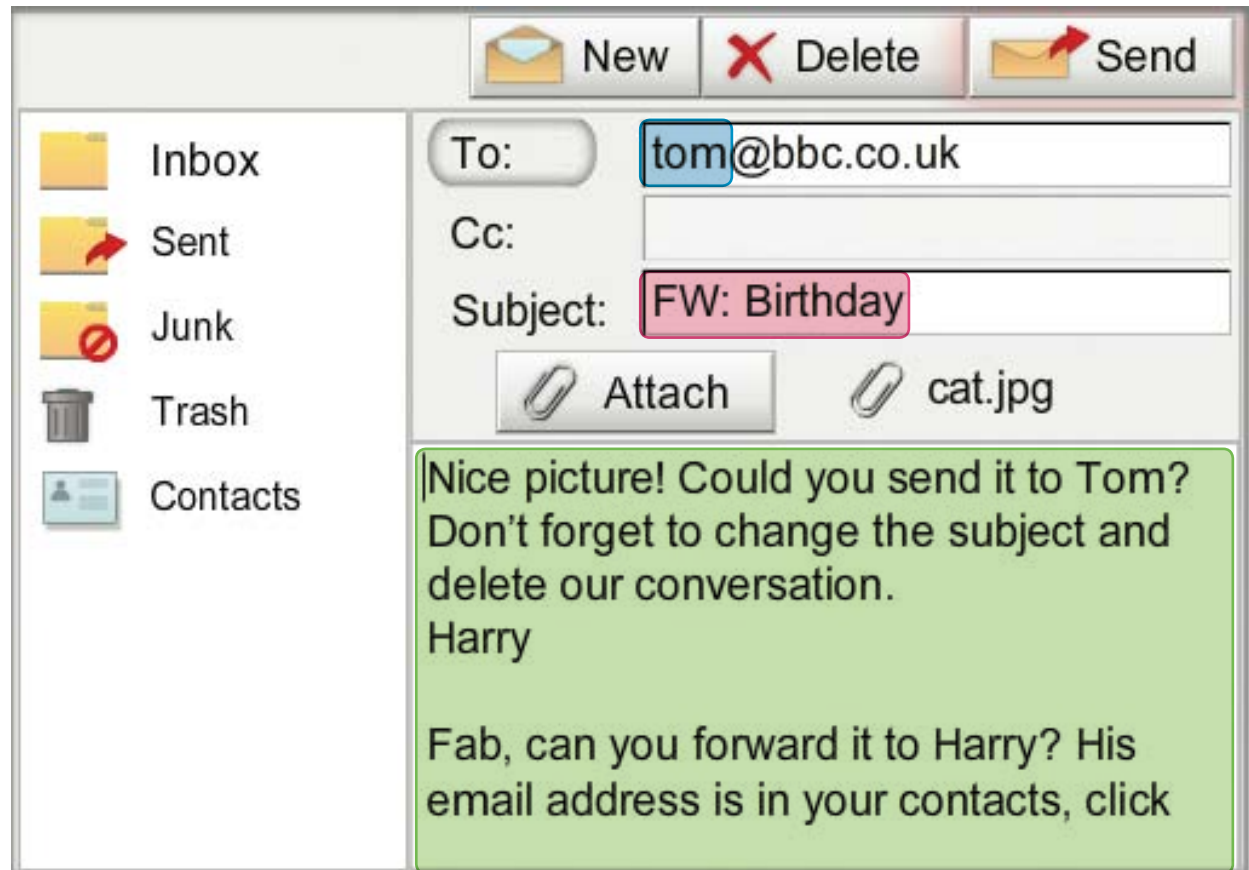 New
Delete
Send
Inbox
Sent
Junk
Trash
Contacts
To:
tom@bbc.co.uk
Cc:
Subject:
FW: Birthday
Attach
cat.jpg
Nice picture! Could you send it to Tom?
Don't forget to change the subject and
delete our conversation.
Harry
Fab, can you forward it to Harry? His
email address is in your contacts, click